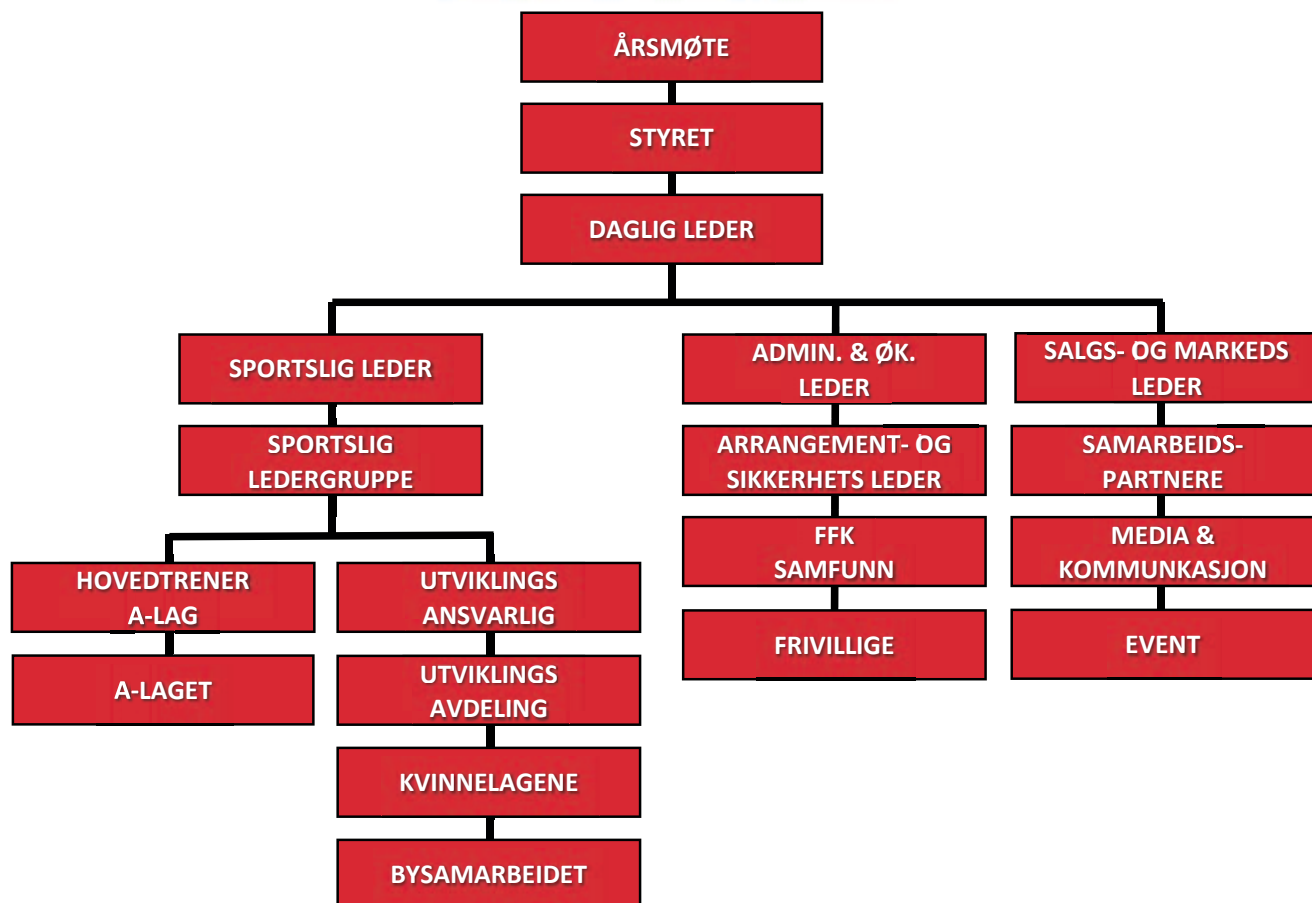 ÅRSMØTE
STYRET
DAGLIG LEDER
SPORTSLIG LEDER
ADMIN. & ØK.
LEDER
SALGS- OG MARKEDS
LEDER
SPORTSLIG
LEDERGRUPPE
ARRANGEMENT- OG
SIKKERHETS LEDER
SAMARBEIDS-
PARTNERE
FFK
SAMFUNN
MEDIA &
KOMMUNKASJON
HOVEDTRENER
A-LAG
UTVIKLINGS
ANSVARLIG
FRIVILLIGE
EVENT
A-LAGET
UTVIKLINGS
AVDELING
KVINNELAGENE
BYSAMARBEIDET